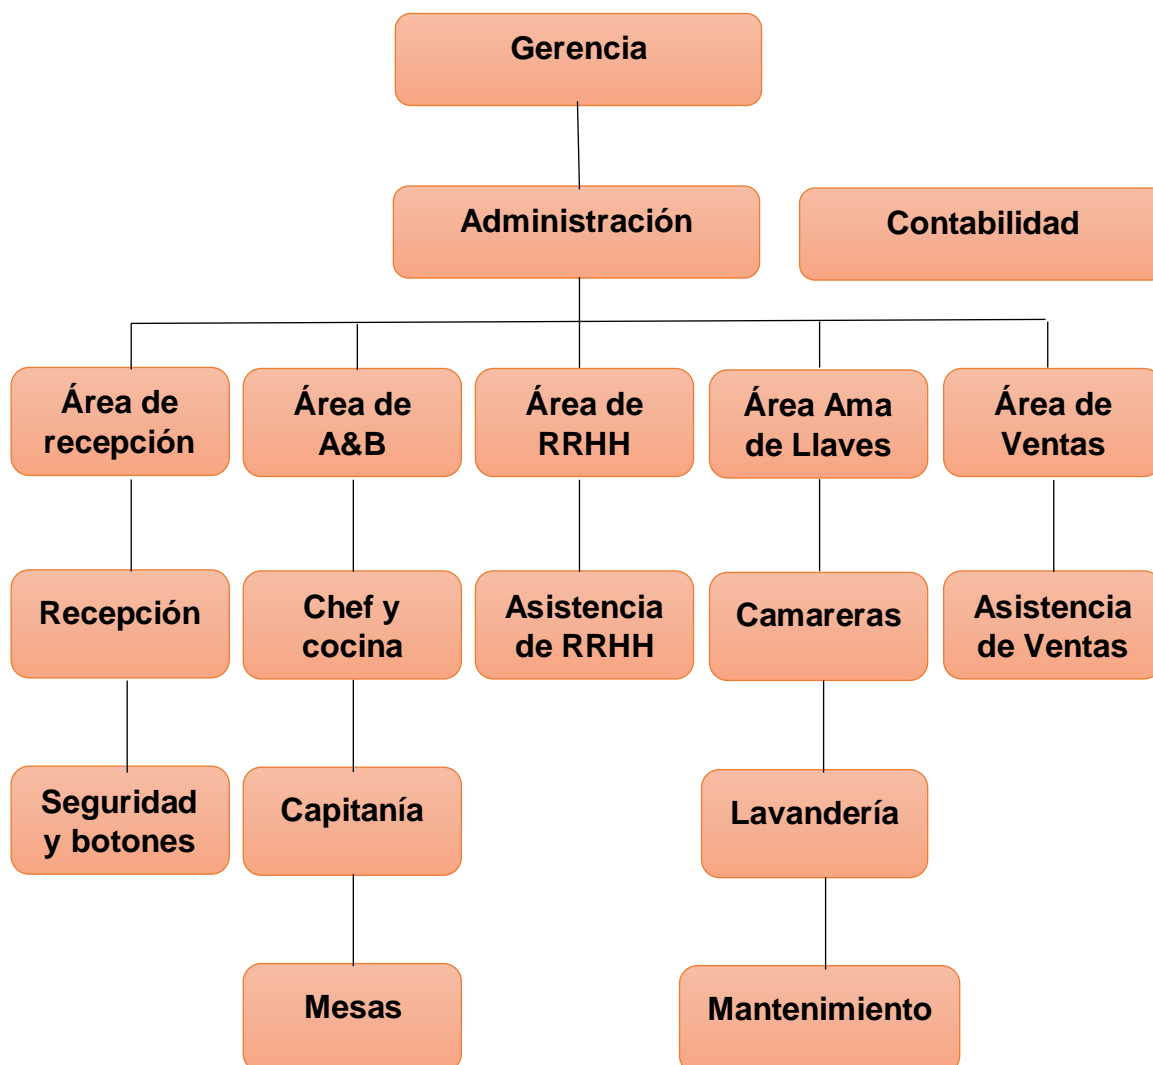 Gerencia
Administración
Contabilidad
Área de
recepción
Área de
A&B
Área de
RRHH
Área Ama
de Llaves
Área de
Ventas
Recepción
Chef y
cocina
Asistencia
de RRHH
Camareras
Asistencia
de Ventas
Seguridad
y botones
Capitanía
Lavandería
Mesas
Mantenimiento